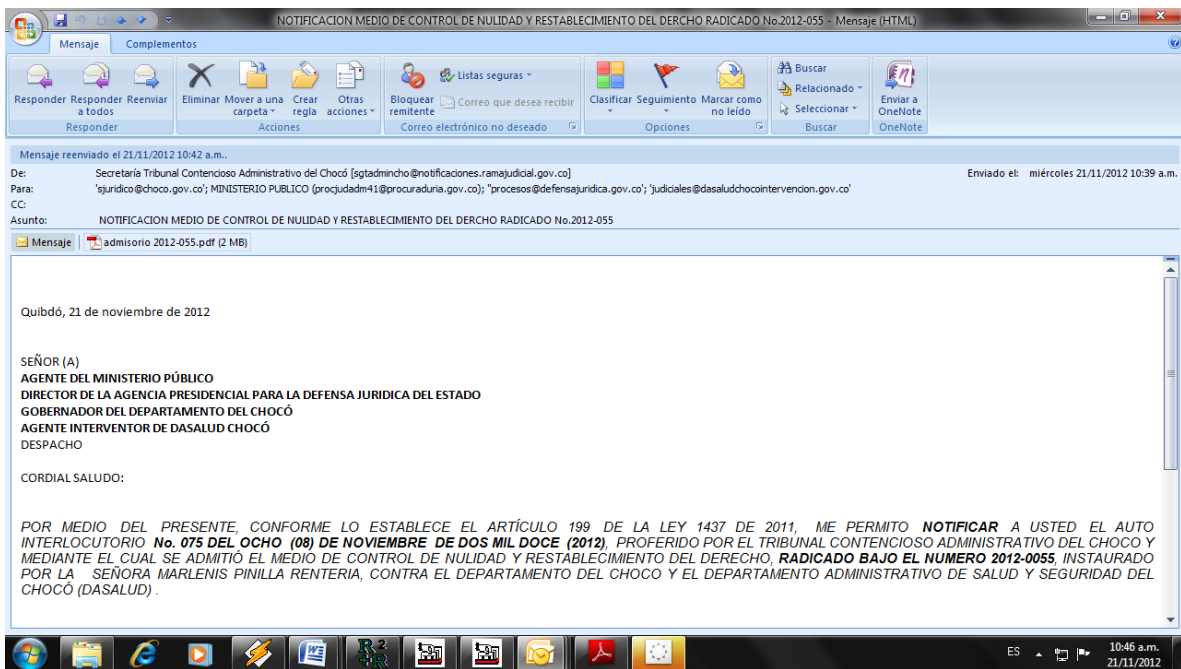 NOTIFICACION MEDIO DE CONTROL DE NULIDAD Y RESTABLECIMIENTO DEL DERCHO RADICADO No.2012-055 - Mensaje (HTML)
Mensaje Complementos
Responder Responder a todos Reenviar
Eliminar Mover a una carpeta Crear regla Otras acciones
Bloquear remitente Listas seguras Correo que desea recibir
Clasificar Seguimiento Marcar como no leído
Buscar Relacionado Seleccionar
Enviar a OneNote
Responder Acciones Correo electrónico no deseado Opciones Buscar OneNote
Mensaje reenviado el 21/11/2012 10:42 a.m..
De: Secretaría Tribunal Contencioso Administrativo del Chocó [sgtadmincho@notificaciones.ramajudicial.gov.co] Enviado el: miércoles 21/11/2012 10:39 a.m.
Para: 'sjuridico@choco.gov.co'; MINISTERIO PUBLICO (procjudadm41@procuraduria.gov.co); "procesos@defensajuridica.gov.co'; 'judiciales@dasaludchocointervencion.gov.co'
CC:
Asunto: NOTIFICACION MEDIO DE CONTROL DE NULIDAD Y RESTABLECIMIENTO DEL DERCHO RADICADO No.2012-055
Mensaje admisorio 2012-055.pdf (2 MB)
Quibdó, 21 de noviembre de 2012
SEÑOR (A)
AGENTE DEL MINISTERIO PÚBLICO
DIRECTOR DE LA AGENCIA PRESIDENCIAL PARA LA DEFENSA JURIDICA DEL ESTADO
GOBERNADOR DEL DEPARTAMENTO DEL CHOCÓ
AGENTE INTERVENTOR DE DASALUD CHOCÓ
DESPACHO
CORDIAL SALUDO:
POR MEDIO DEL PRESENTE, CONFORME LO ESTABLECE EL ARTÍCULO 199 DE LA LEY 1437 DE 2011, ME PERMITO NOTIFICAR A USTED EL AUTO
INTERLOCUTORIO No. 075 DEL OCHO (08) DE NOVIEMBRE DE DOS MIL DOCE (2012), PROFERIDO POR EL TRIBUNAL CONTENCIOSO ADMINISTRATIVO DEL CHOCO Y
MEDIANTE EL CUAL SE ADMITIÓ EL MEDIO DE CONTROL DE NULIDAD Y RESTABLECIMIENTO DEL DERECHO, RADICADO BAJO EL NUMERO 2012-0055, INSTAURADO
POR LA SEÑORA MARLENIS PINILLA RENTERIA, CONTRA EL DEPARTAMENTO DEL CHOCO Y EL DEPARTAMENTO ADMINISTRATIVO DE SALUD Y SEGURIDAD DEL
CHOCÓ (DASALUD) .
ES 10:46 a.m.
21/11/2012